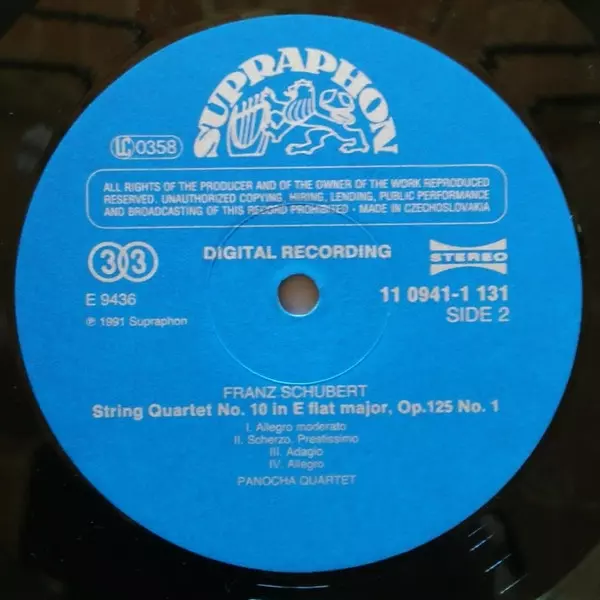 SUPRAPHON
LC 0358
ALL RIGHTS OF THE PRODUCER AND OF THE OWNER OF THE WORK REPRODUCED
RESERVED. UNAUTHORIZED COPYING, HIRING, LENDING, PUBLIC PERFORMANCE
AND BROADCASTING OF THIS RECORD PROHIBITED · MADE IN CZECHOSLOVAKIA
33 DIGITAL RECORDING STEREO
E 9436 11 0941-1 131
℗ 1991 Supraphon SIDE 2
FRANZ SCHUBERT
String Quartet No. 10 in E flat major, Op.125 No. 1
I. Allegro moderato
II. Scherzo. Prestissimo
III. Adagio
IV. Allegro
PANOCHA QUARTET